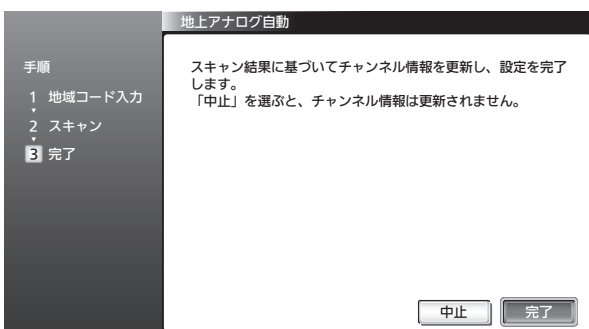 地上アナログ自動
手順
1 地域コード入力
2 スキャン
3 完了
スキャン結果に基づいてチャンネル情報を更新し、設定を完了
します。
「中止」を選ぶと、チャンネル情報は更新されません。
中止
完了